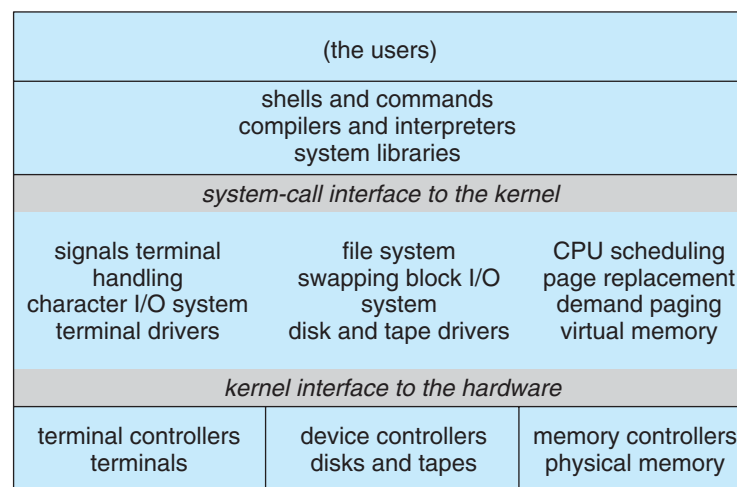 (the users)
shells and commands
compilers and interpreters
system libraries
system-call interface to the kernel
signals terminal
handling
character I/O system
terminal drivers
file system
swapping block I/O
system
disk and tape drivers
CPU scheduling
page replacement
demand paging
virtual memory
kernel interface to the hardware
terminal controllers
terminals
device controllers
disks and tapes
memory controllers
physical memory